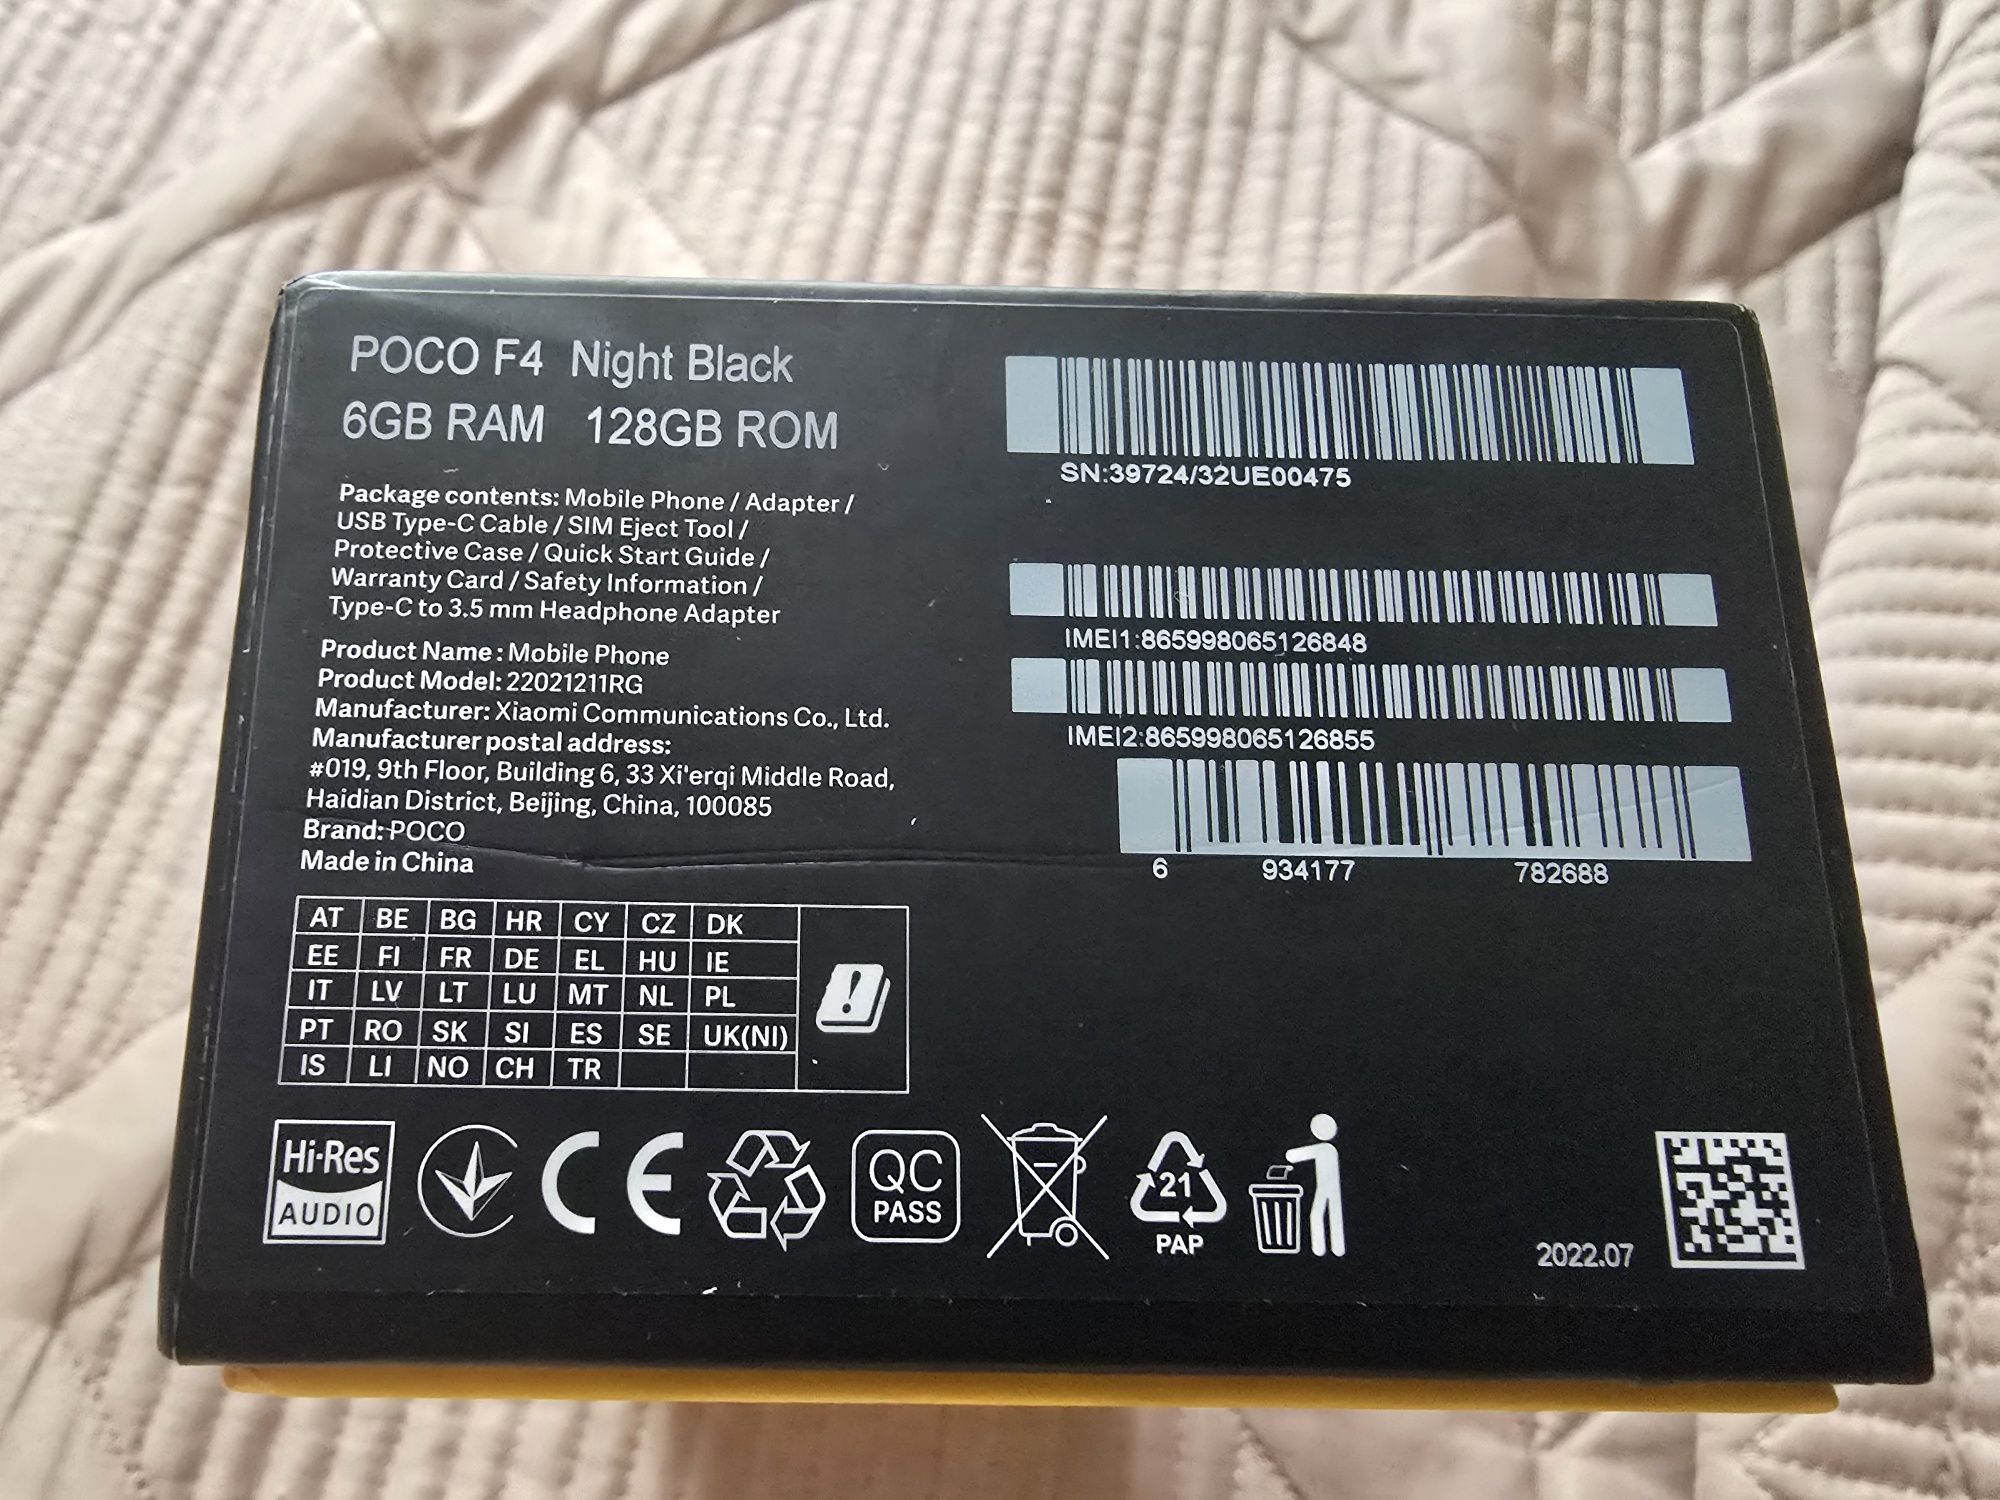 POCO F4 Night Black
6GB RAM 128GB ROM
Package contents: Mobile Phone / Adapter /
USB Type-C Cable / SIM Eject Tool /
Protective Case / Quick Start Guide /
Warranty Card / Safety Information /
Type-C to 3.5 mm Headphone Adapter
Product Name : Mobile Phone
Product Model: 22021211RG
Manufacturer: Xiaomi Communications Co., Ltd.
Manufacturer postal address:
#019, 9th Floor, Building 6, 33 Xi'erqi Middle Road,
Haidian District, Beijing, China, 100085
Brand: POCO
Made in China
SN:39724/32UE00475
IMEI1:865998065126848
IMEI2:865998065126855
6 934177 782688
AT BE BG HR CY CZ DK
EE FI FR DE EL HU IE
IT LV LT LU MT NL PL
PT RO SK SI ES SE UK(NI)
IS LI NO CH TR
Hi-Res
AUDIO
CE
QC
PASS
21
PAP
2022.07